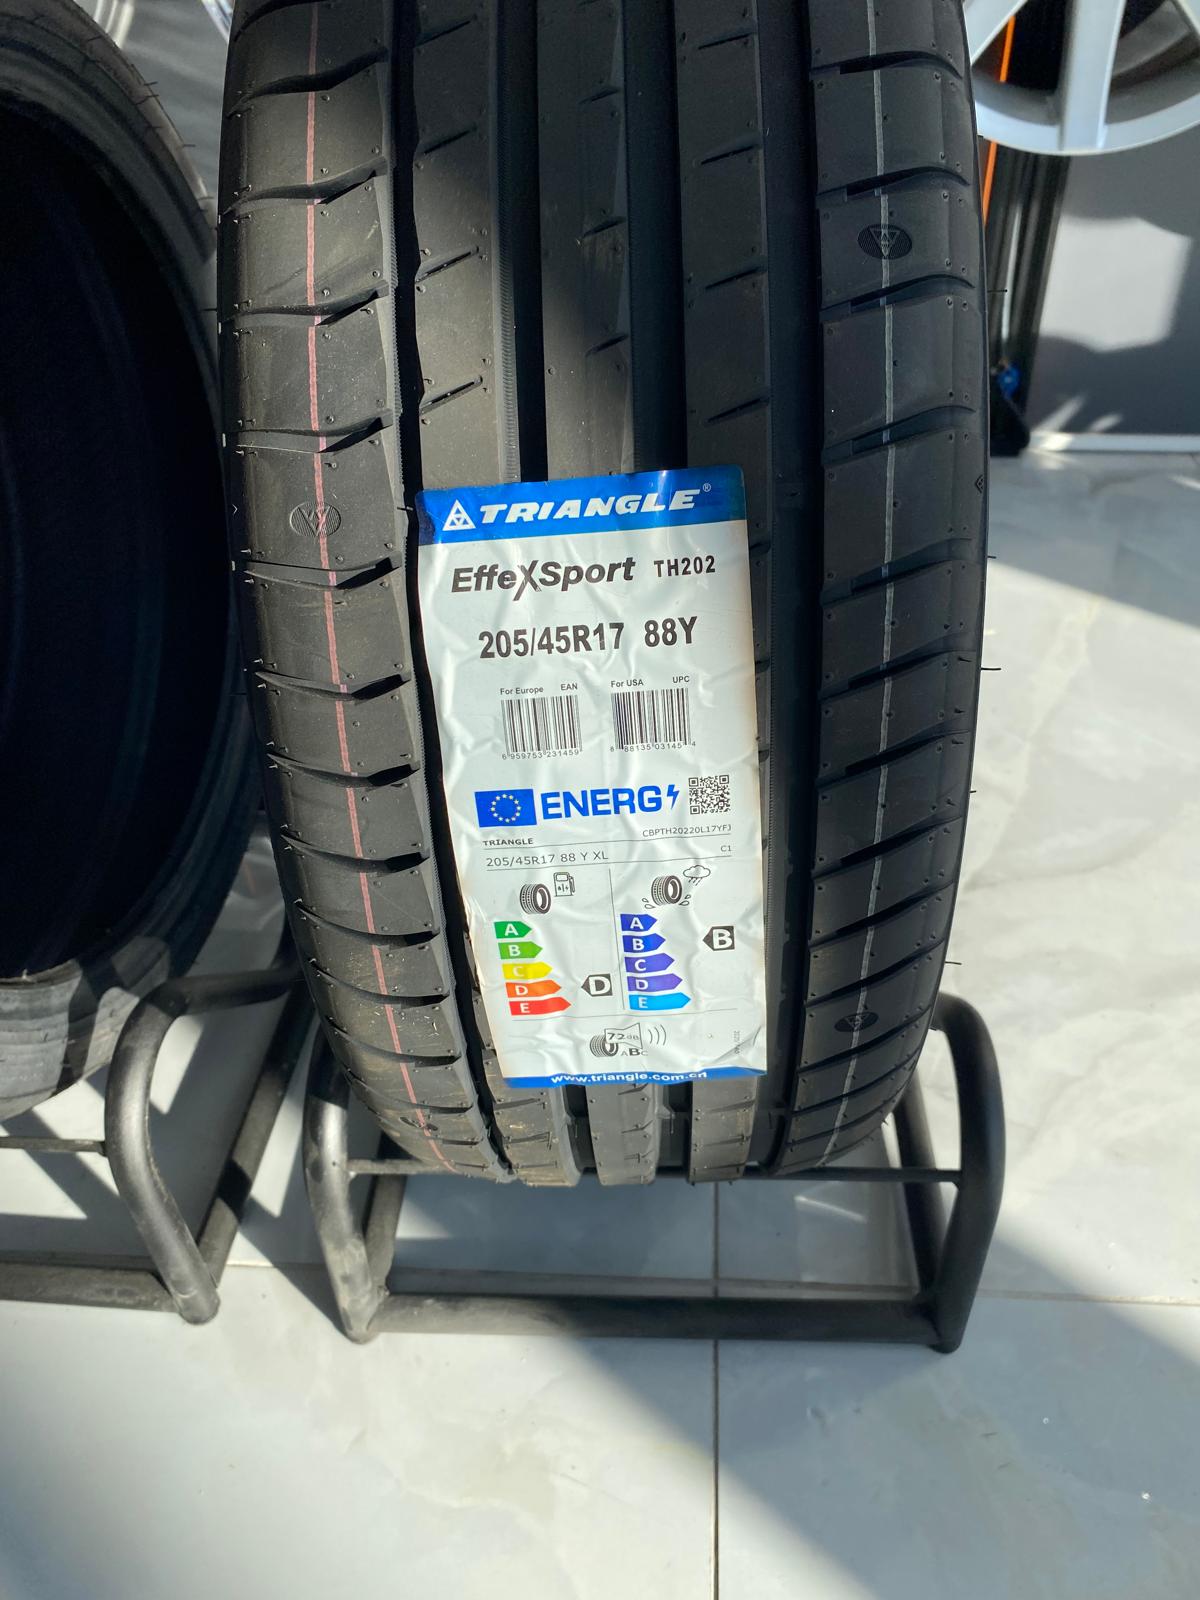 TRIANGLE®
EffeXSport TH202
205/45R17 88Y
For Europe EAN
For USA UPC
6 959753 231459
8 88135 03145 4
ENERG
TRIANGLE
CBPTH20220L17YFJ
205/45R17 88 Y XL
C1
A
B
C
D
E
D
A
B
C
D
E
B
72dB
ABC
www.triangle.com.cn